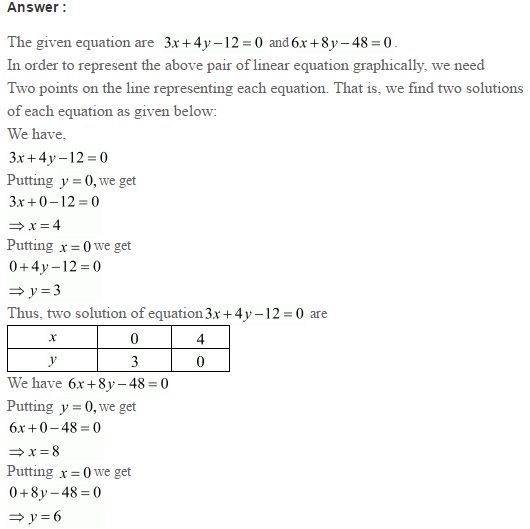 Answer :
The given equation are 3x+4y−12=0 and 6x+8y−48=0.
In order to represent the above pair of linear equation graphically, we need
Two points on the line representing each equation. That is, we find two solutions
of each equation as given below:
We have,
3x+4y−12=0
Putting y=0, we get
3x+0−12=0
⇒x=4
Putting x=0 we get
0+4y−12=0
⇒y=3
Thus, two solution of equation 3x+4y−12=0 are
x 0 4
y 3 0
We have 6x+8y−48=0
Putting y=0, we get
6x+0−48=0
⇒x=8
Putting x=0 we get
0+8y−48=0
⇒y=6